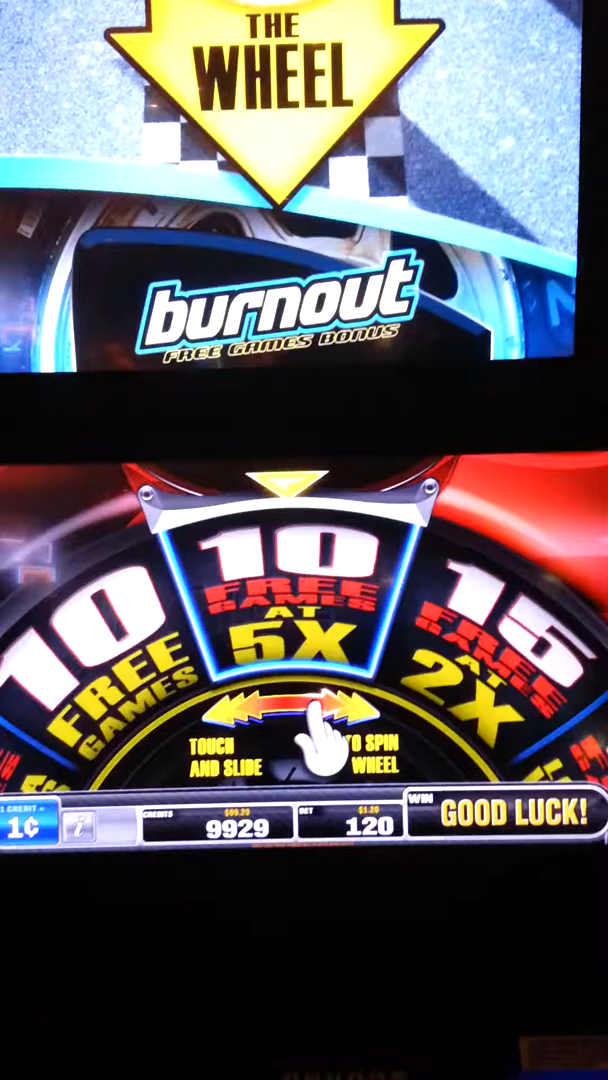 THE
WHEEL
burnout
FREE GAMES BONUS
10
FREE
GAMES
10
FREE
GAMES
AT
5X
15
FREE
GAMES
AT
2X
TOUCH
AND SLIDE
TO SPIN
WHEEL
1 CREDIT =
1¢
i
CREDITS
$99.29
9929
BET
$1.20
120
WIN
GOOD LUCK!